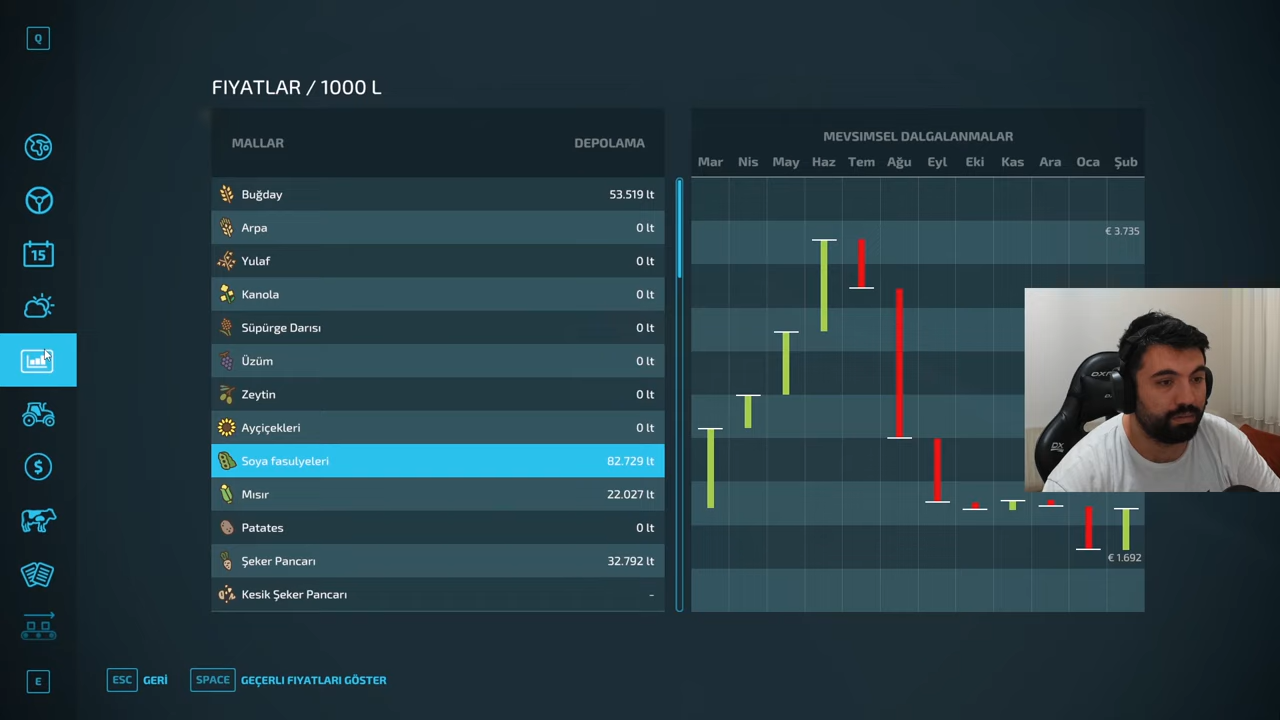 Q
FIYATLAR / 1000 L
MALLAR DEPOLAMA
Buğday 53.519 lt
Arpa 0 lt
Yulaf 0 lt
Kanola 0 lt
Süpürge Darısı 0 lt
Üzüm 0 lt
Zeytin 0 lt
Ayçiçekleri 0 lt
Soya fasulyeleri 82.729 lt
Mısır 22.027 lt
Patates 0 lt
Şeker Pancarı 32.792 lt
Kesik Şeker Pancarı -
MEVSIMSEL DALGALANMALAR
Mar Nis May Haz Tem Ağu Eyl Eki Kas Ara Oca Şub
€ 3.735
€ 1.692
15
$
E
ESC GERİ SPACE GEÇERLI FIYATLARI GÖSTER